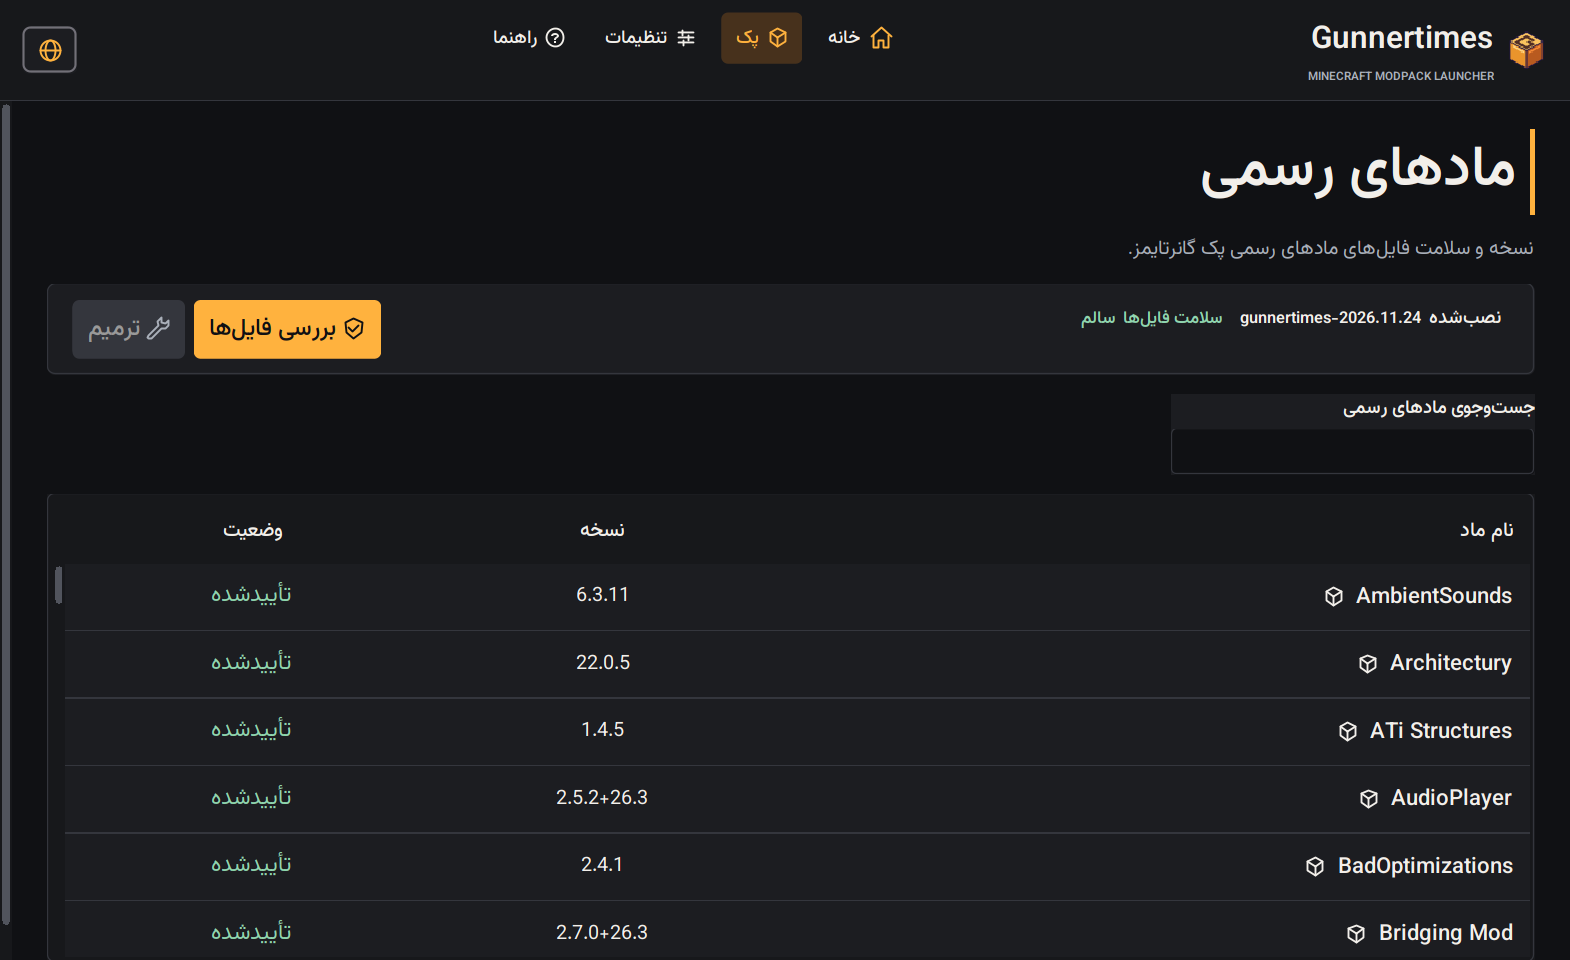 Gunnertimes
MINECRAFT MODPACK LAUNCHER
خانه
پک
تنظیمات
راهنما
مادهای رسمی
نسخه و سلامت فایل‌های مادهای رسمی پک گانرتایمز.
نصب‌شده gunnertimes-2026.11.24 سلامت فایل‌ها سالم
بررسی فایل‌ها
ترمیم
جست‌وجوی مادهای رسمی
نام ماد نسخه وضعیت
AmbientSounds 6.3.11 تأییدشده
Architectury 22.0.5 تأییدشده
ATi Structures 1.4.5 تأییدشده
AudioPlayer 2.5.2+26.3 تأییدشده
BadOptimizations 2.4.1 تأییدشده
Bridging Mod 2.7.0+26.3 تأییدشده